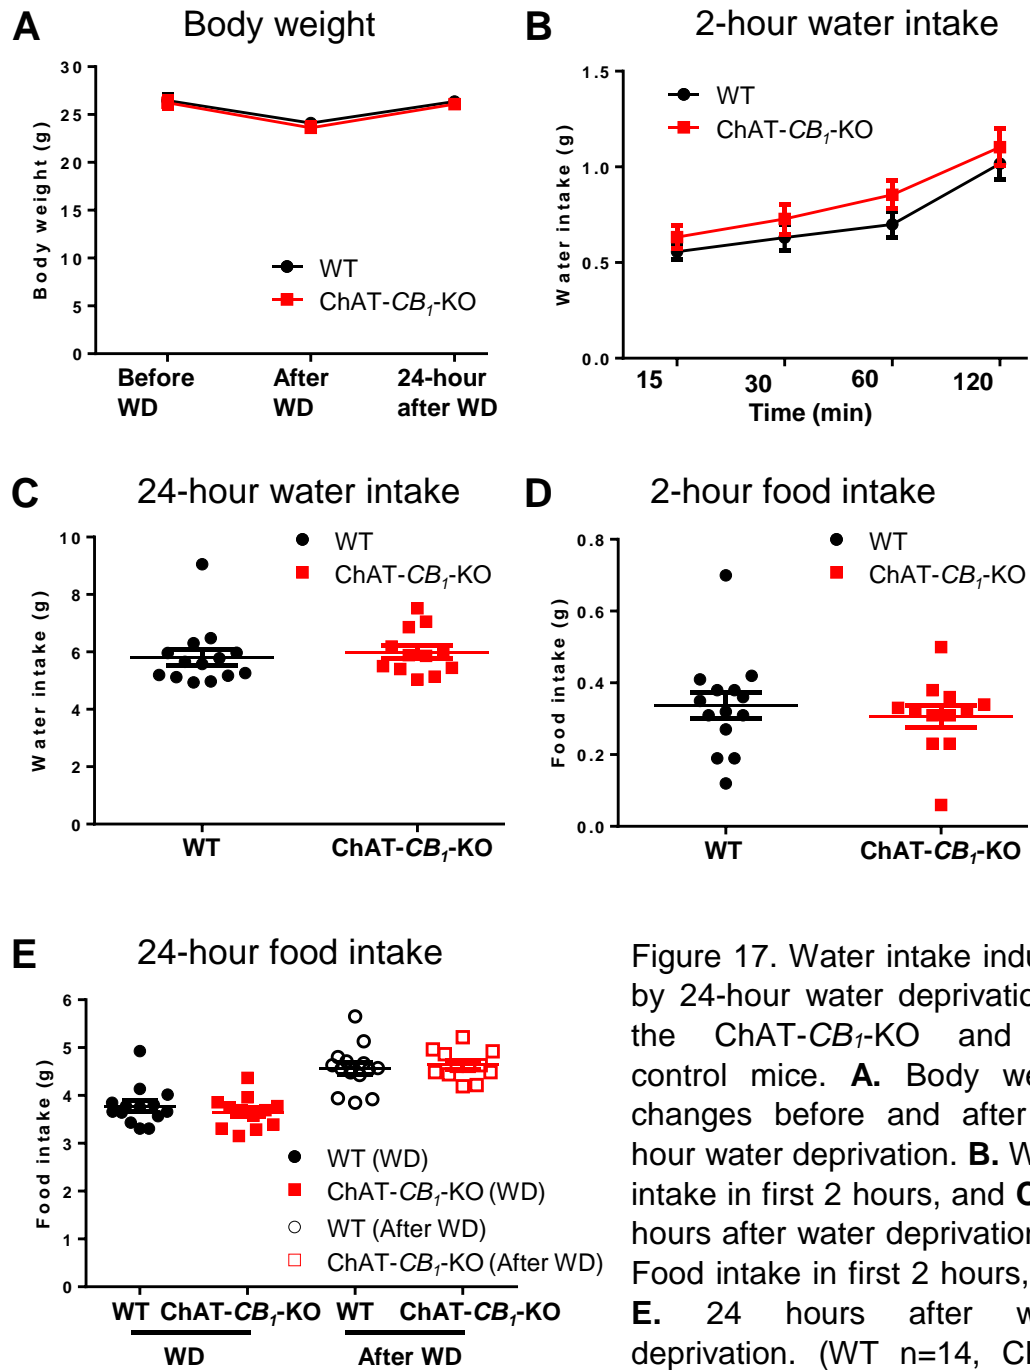 A Body weight
30
25
20
15
10
5
0
Body weight (g)
WT
ChAT-CB1-KO
Before WD
After WD
24-hour after WD
B 2-hour water intake
1.5
1.0
0.5
0.0
Water intake (g)
WT
ChAT-CB1-KO
15 30 60 120
Time (min)
C 24-hour water intake
10
8
6
4
2
0
Water intake (g)
WT
ChAT-CB1-KO
WT ChAT-CB1-KO
D 2-hour food intake
0.8
0.6
0.4
0.2
0.0
Food intake (g)
WT
ChAT-CB1-KO
WT ChAT-CB1-KO
E 24-hour food intake
6
5
4
3
2
1
0
Food intake (g)
WT (WD)
ChAT-CB1-KO (WD)
WT (After WD)
ChAT-CB1-KO (After WD)
WT ChAT-CB1-KO WT ChAT-CB1-KO
WD After WD
Figure 17. Water intake indu
by 24-hour water deprivatio
the ChAT-CB1-KO and
control mice. A. Body we
changes before and after
hour water deprivation. B. W
intake in first 2 hours, and C
hours after water deprivation
Food intake in first 2 hours,
E. 24 hours after w
deprivation. (WT n=14, Ch